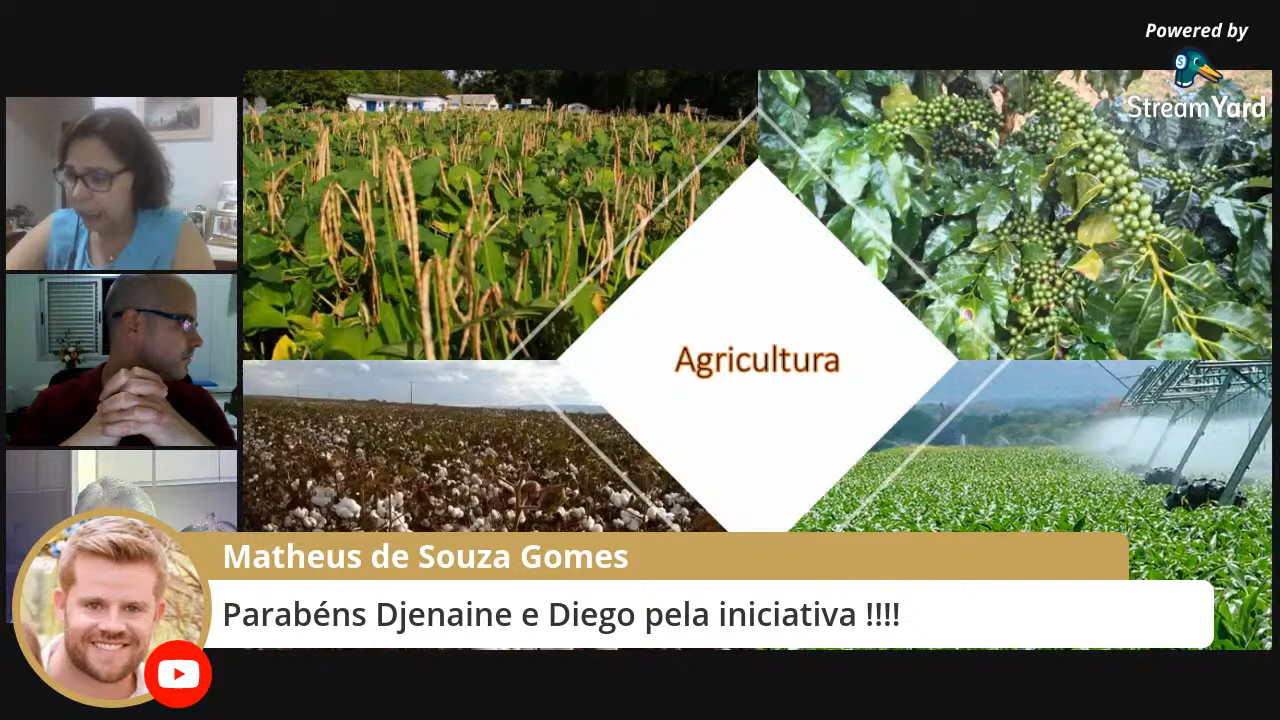 Powered by
StreamYard
Agricultura
Matheus de Souza Gomes
Parabéns Djenaine e Diego pela iniciativa !!!!